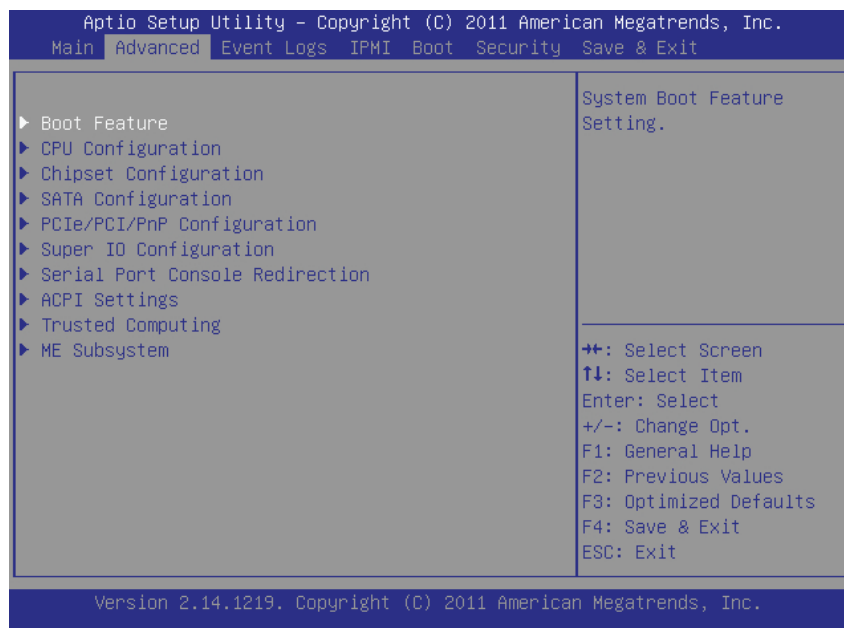 Aptio Setup Utility – Copyright (C) 2011 American Megatrends, Inc.
Main Advanced Event Logs IPMI Boot Security Save & Exit
▶ Boot Feature
▶ CPU Configuration
▶ Chipset Configuration
▶ SATA Configuration
▶ PCIe/PCI/PnP Configuration
▶ Super IO Configuration
▶ Serial Port Console Redirection
▶ ACPI Settings
▶ Trusted Computing
▶ ME Subsystem
System Boot Feature
Setting.
→←: Select Screen
↑↓: Select Item
Enter: Select
+/-: Change Opt.
F1: General Help
F2: Previous Values
F3: Optimized Defaults
F4: Save & Exit
ESC: Exit
Version 2.14.1219. Copyright (C) 2011 American Megatrends, Inc.